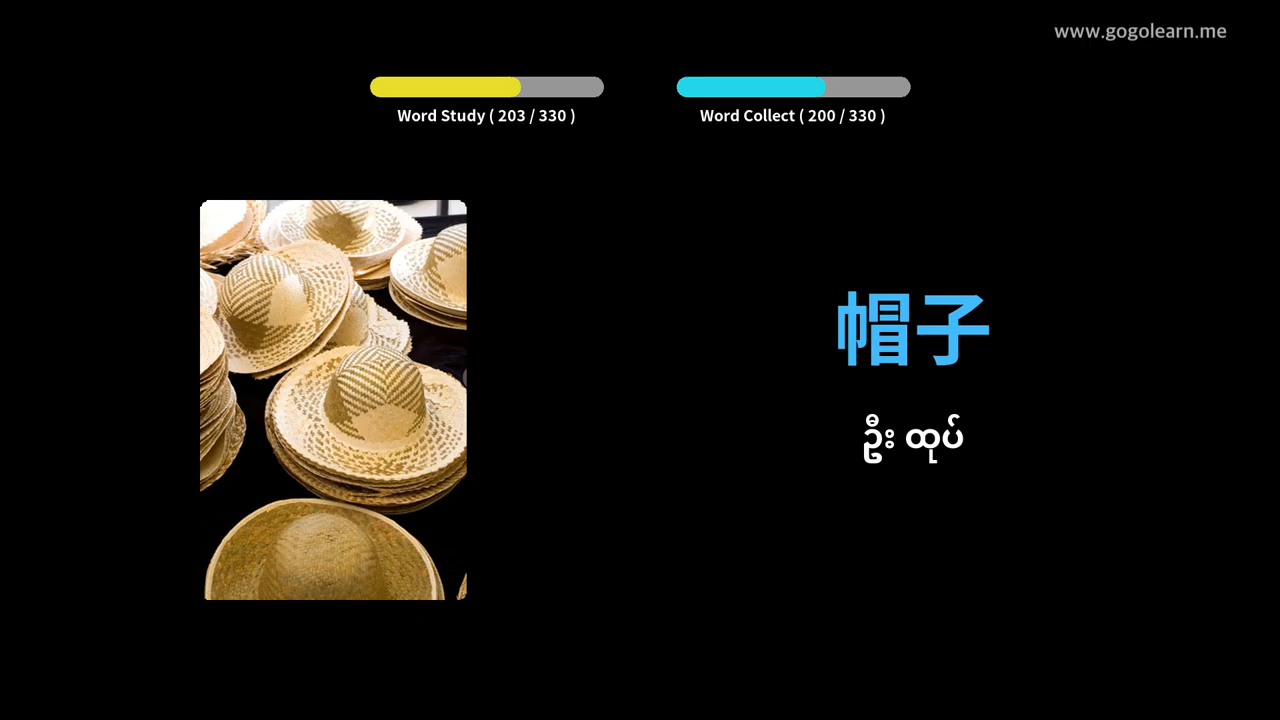 www.gogolearn.me
Word Study ( 203 / 330 )
Word Collect ( 200 / 330 )
帽子
ဦး ထုပ်